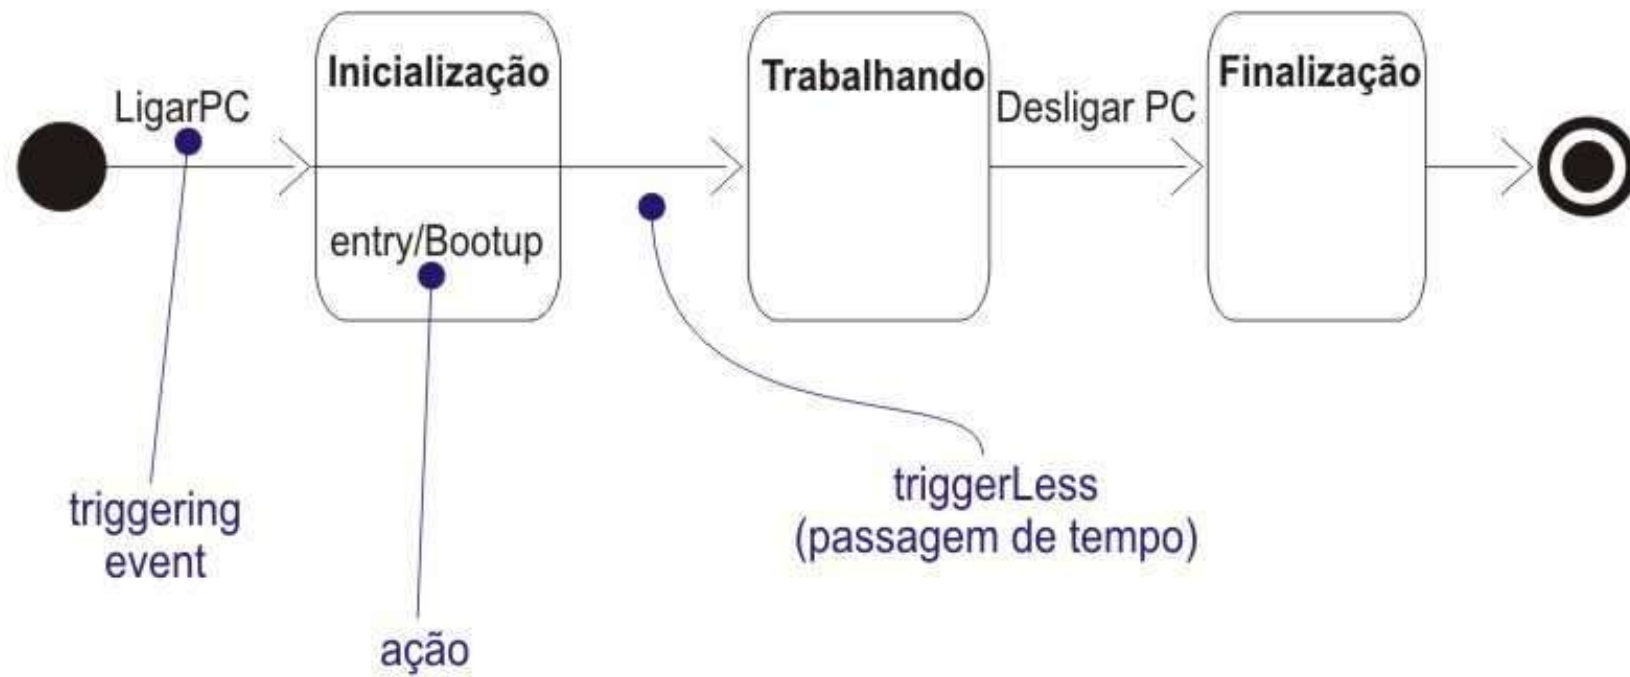 LigarPC
Inicialização
entry/Bootup
Trabalhando
Desligar PC
Finalização
triggering
event
ação
triggerLess
(passagem de tempo)